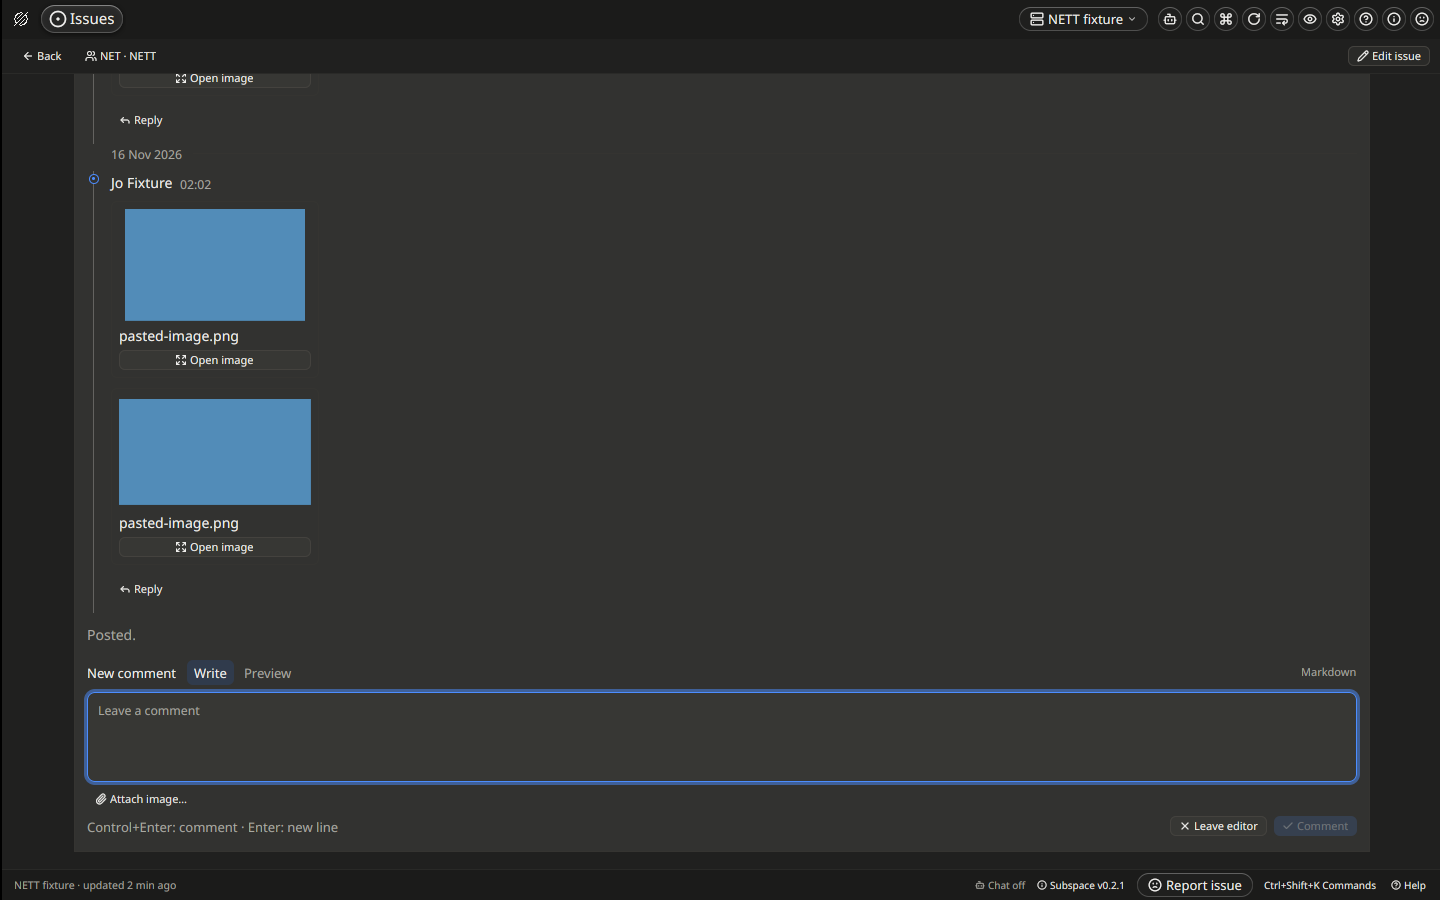 Issues
NETT fixture
Back
NET · NETT
Edit issue
Open image
Reply
16 Nov 2026
Jo Fixture 02:02
pasted-image.png
Open image
pasted-image.png
Open image
Reply
Posted.
New comment Write Preview Markdown
Leave a comment
Attach image...
Control+Enter: comment · Enter: new line
Leave editor
Comment
NETT fixture · updated 2 min ago
Chat off
Subspace v0.2.1
Report issue
Ctrl+Shift+K Commands
Help